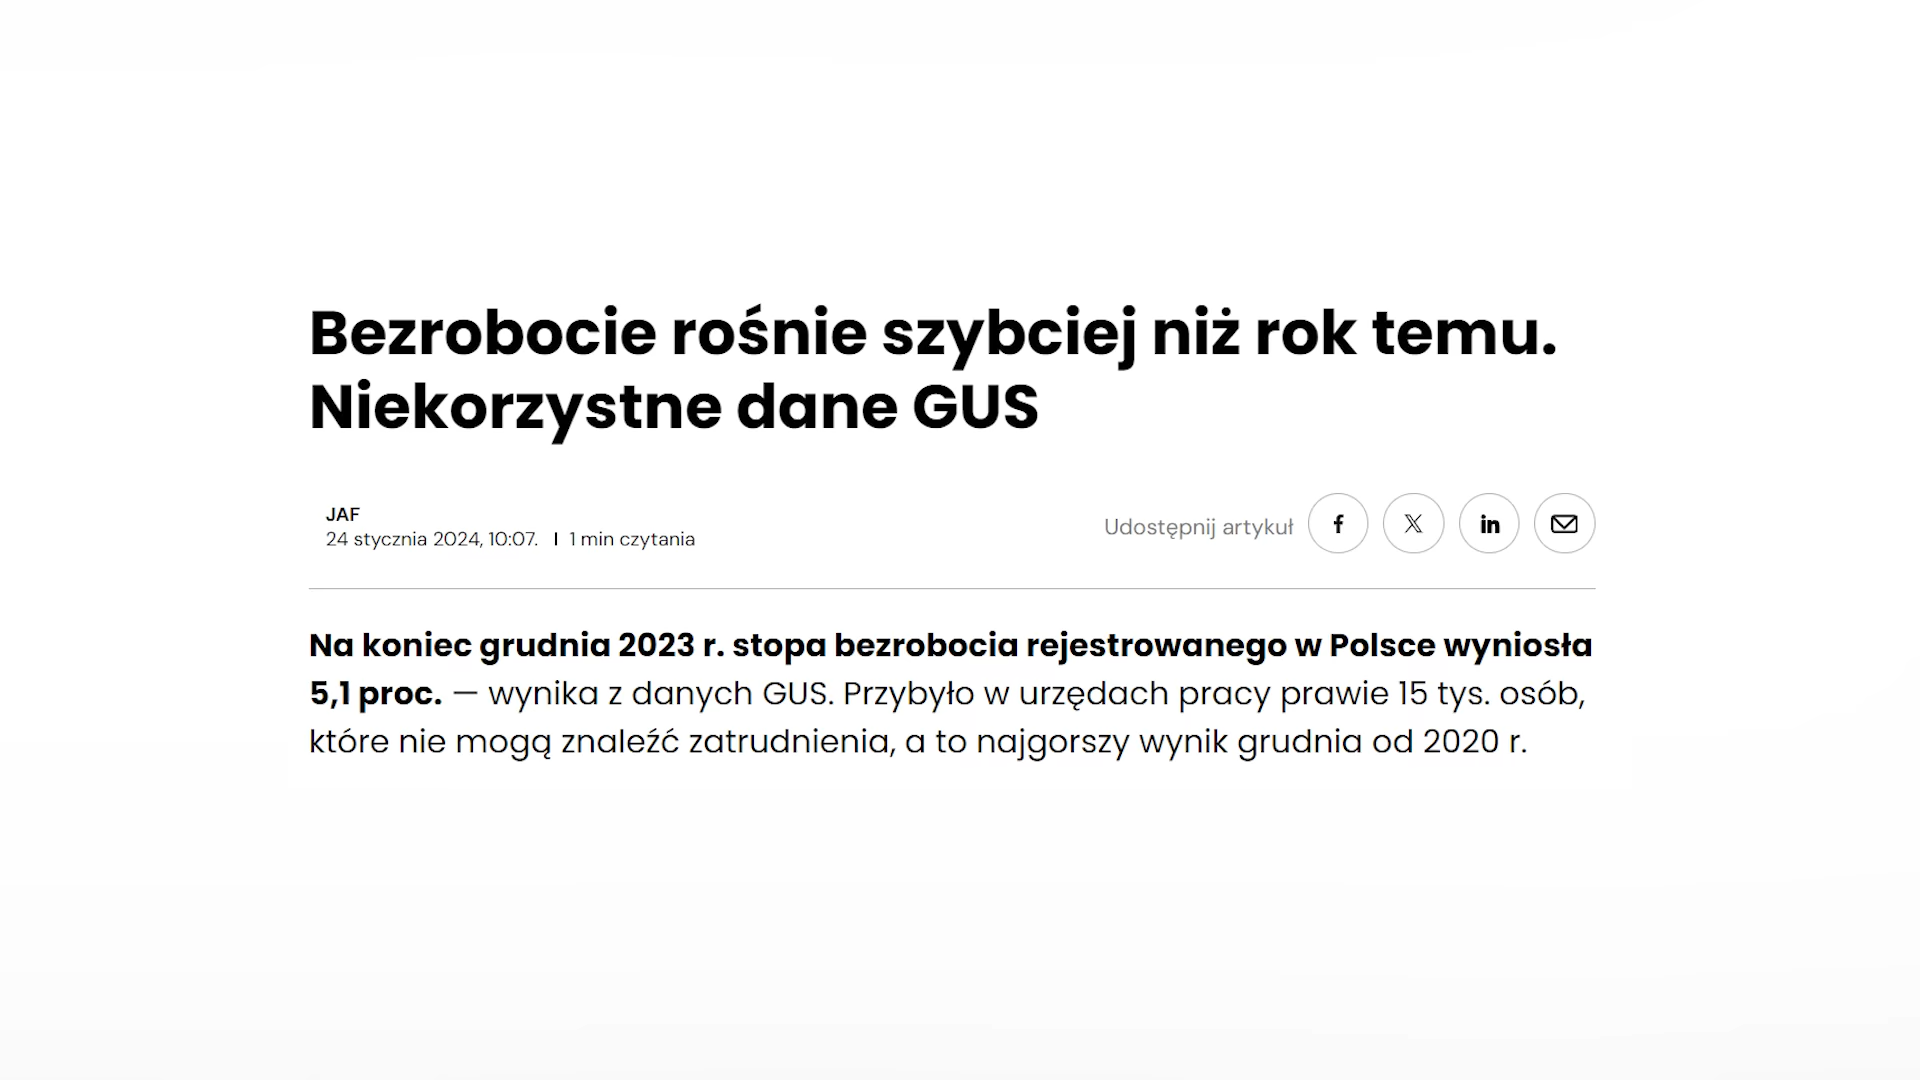 Bezrobocie rośnie szybciej niż rok temu.
Niekorzystne dane GUS
JAF
24 stycznia 2024, 10:07. | 1 min czytania
Udostępnij artykuł
Na koniec grudnia 2023 r. stopa bezrobocia rejestrowanego w Polsce wyniosła
5,1 proc. — wynika z danych GUS. Przybyło w urzędach pracy prawie 15 tys. osób,
które nie mogą znaleźć zatrudnienia, a to najgorszy wynik grudnia od 2020 r.